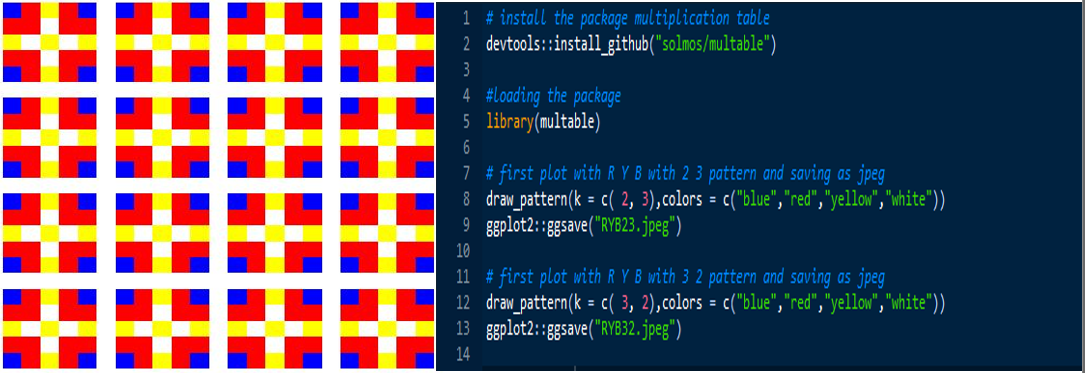 1 # install the package multiplication table
2 devtools::install_github("solmos/multable")
3
4 #loading the package
5 library(multable)
6
7 # first plot with R Y B with 2 3 pattern and saving as jpeg
8 draw_pattern(k = c( 2, 3),colors = c("blue","red","yellow","white"))
9 ggplot2::ggsave("RYB23.jpeg")
10
11 # first plot with R Y B with 3 2 pattern and saving as jpeg
12 draw_pattern(k = c( 3, 2),colors = c("blue","red","yellow","white"))
13 ggplot2::ggsave("RYB32.jpeg")
14